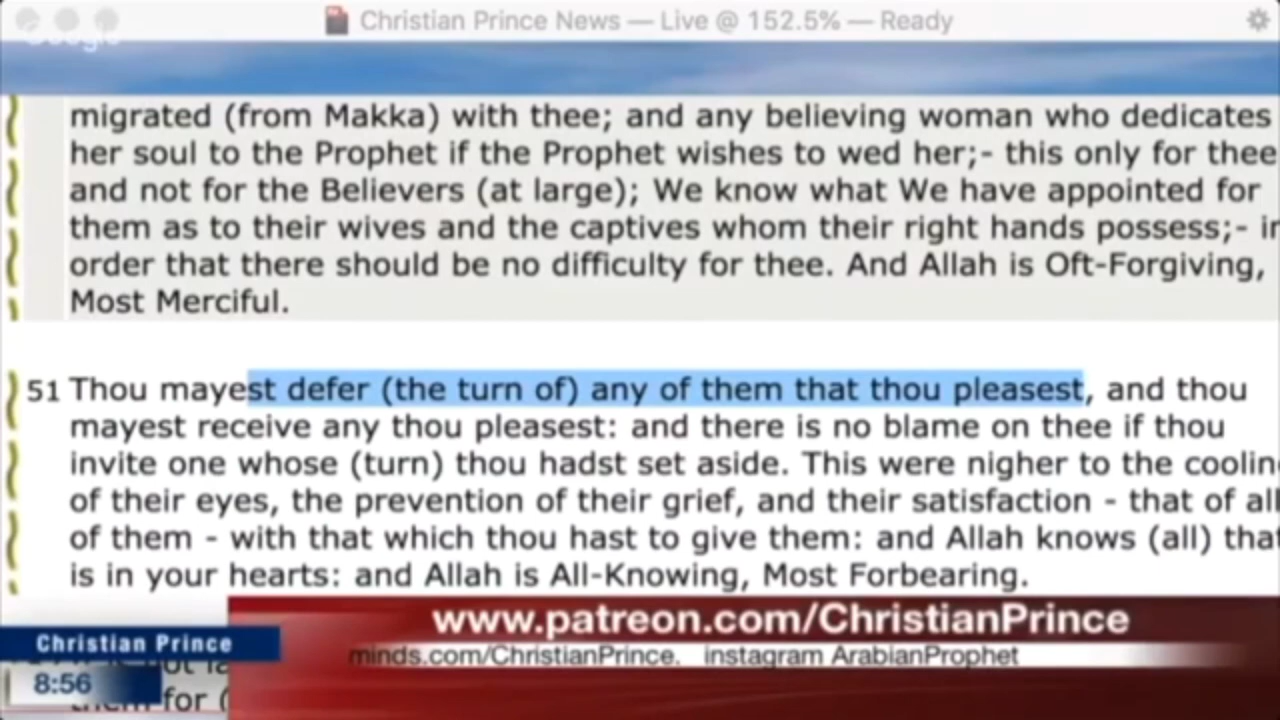 Christian Prince News — Live @ 152.5% — Ready
Google
migrated (from Makka) with thee; and any believing woman who dedicates
her soul to the Prophet if the Prophet wishes to wed her;- this only for thee
and not for the Believers (at large); We know what We have appointed for
them as to their wives and the captives whom their right hands possess;- in
order that there should be no difficulty for thee. And Allah is Oft-Forgiving,
Most Merciful.
51 Thou mayest defer (the turn of) any of them that thou pleasest, and thou
mayest receive any thou pleasest: and there is no blame on thee if thou
invite one whose (turn) thou hadst set aside. This were nigher to the coolin
of their eyes, the prevention of their grief, and their satisfaction - that of all
of them - with that which thou hast to give them: and Allah knows (all) that
is in your hearts: and Allah is All-Knowing, Most Forbearing.
www.patreon.com/ChristianPrince
Christian Prince
minds.com/ChristianPrince. instagram ArabianProphet
8:56
them for (